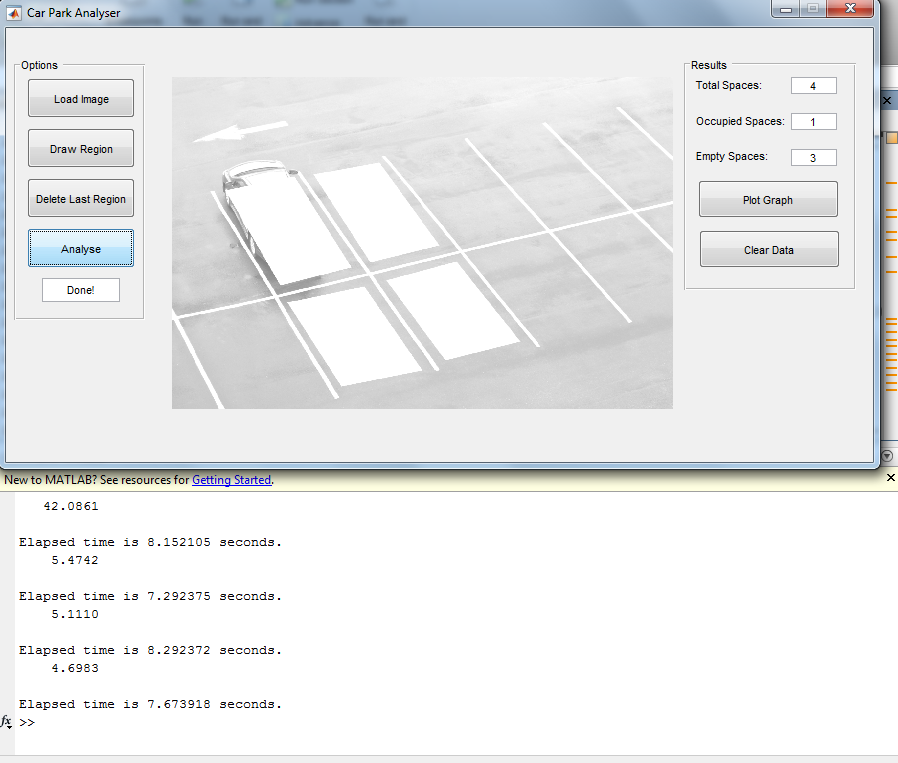 Car Park Analyser
Options
Load Image
Draw Region
Delete Last Region
Analyse
Done!
Results
Total Spaces: 4
Occupied Spaces: 1
Empty Spaces: 3
Plot Graph
Clear Data
New to MATLAB? See resources for Getting Started.
42.0861
Elapsed time is 8.152105 seconds.
5.4742
Elapsed time is 7.292375 seconds.
5.1110
Elapsed time is 8.292372 seconds.
4.6983
Elapsed time is 7.673918 seconds.
fx >>